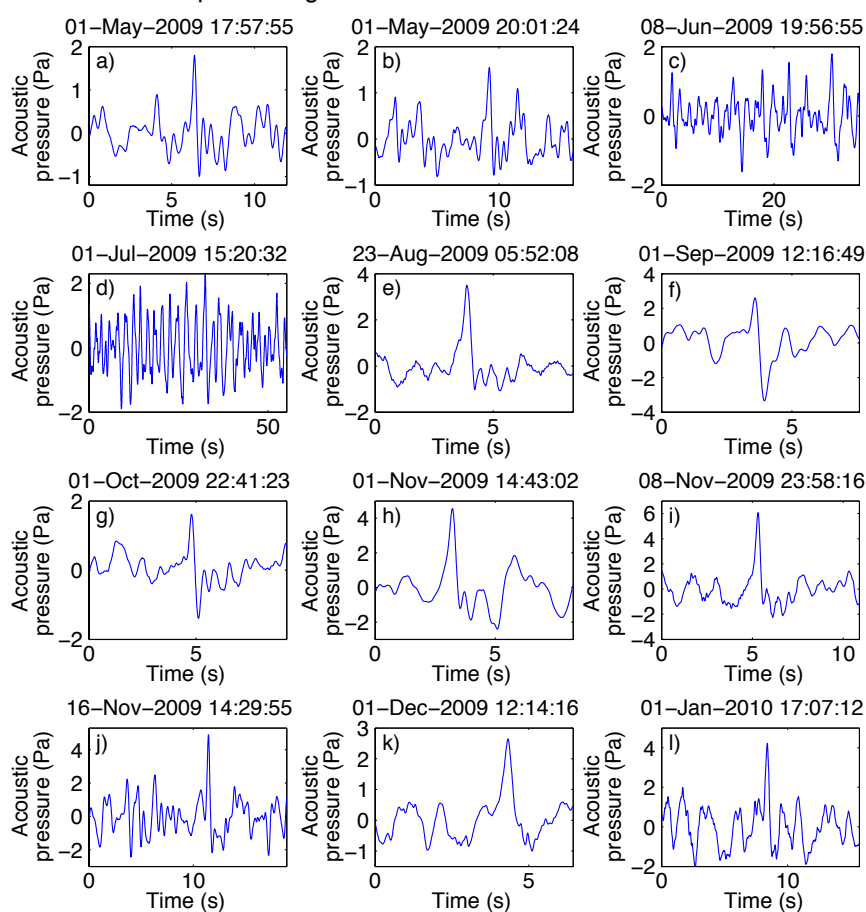 01−May−2009 17:57:55
a)
Acoustic
pressure (Pa)
2
1
0
−1
0 5 10
Time (s)
01−May−2009 20:01:24
b)
Acoustic
pressure (Pa)
2
1
0
−1
0 10
Time (s)
08−Jun−2009 19:56:55
c)
Acoustic
pressure (Pa)
2
0
−2
0 20
Time (s)
01−Jul−2009 15:20:32
d)
Acoustic
pressure (Pa)
2
0
−2
0 50
Time (s)
23−Aug−2009 05:52:08
e)
Acoustic
pressure (Pa)
4
2
0
−2
0 5
Time (s)
01−Sep−2009 12:16:49
f)
Acoustic
pressure (Pa)
4
2
0
−2
−4
0 5
Time (s)
01−Oct−2009 22:41:23
g)
Acoustic
pressure (Pa)
2
0
−2
0 5
Time (s)
01−Nov−2009 14:43:02
h)
Acoustic
pressure (Pa)
4
2
0
−2
0 5
Time (s)
08−Nov−2009 23:58:16
i)
Acoustic
pressure (Pa)
6
4
2
0
−2
−4
0 5 10
Time (s)
16−Nov−2009 14:29:55
j)
Acoustic
pressure (Pa)
4
2
0
−2
0 10
Time (s)
01−Dec−2009 12:14:16
k)
Acoustic
pressure (Pa)
3
2
1
0
−1
0 5
Time (s)
01−Jan−2010 17:07:12
l)
Acoustic
pressure (Pa)
4
2
0
−2
0 10
Time (s)